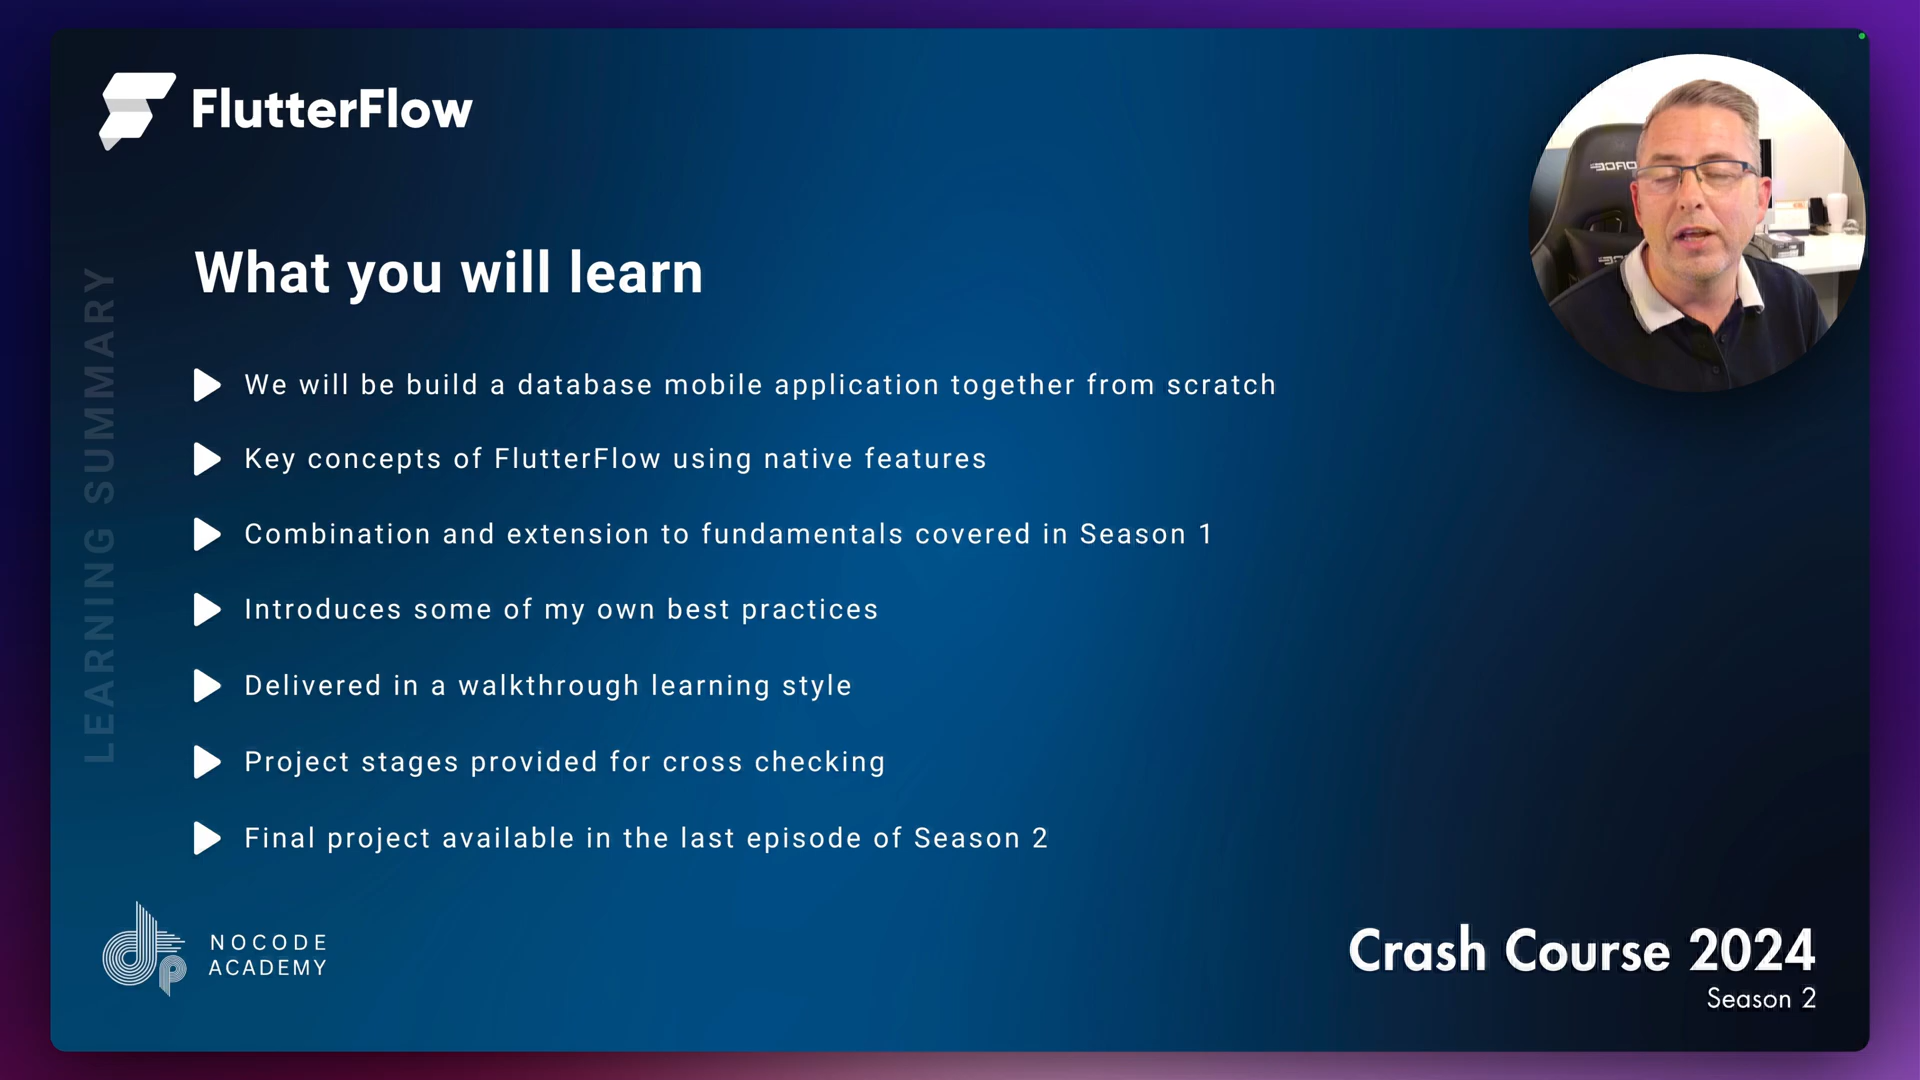 FlutterFlow
What you will learn
LEARNING SUMMARY
We will be build a database mobile application together from scratch
Key concepts of FlutterFlow using native features
Combination and extension to fundamentals covered in Season 1
Introduces some of my own best practices
Delivered in a walkthrough learning style
Project stages provided for cross checking
Final project available in the last episode of Season 2
dp
NOCODE
ACADEMY
Crash Course 2024
Season 2